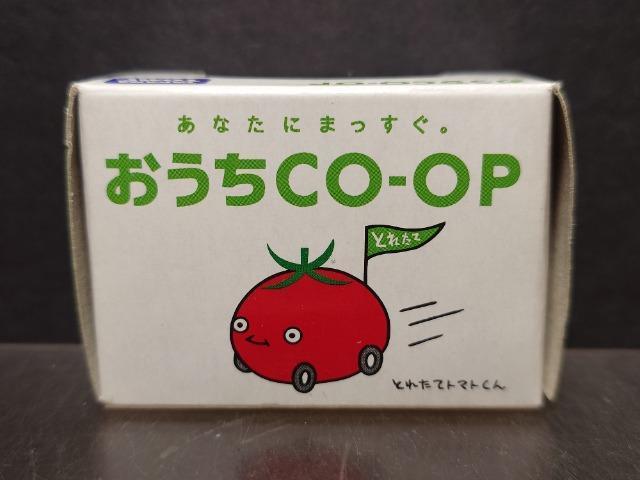 あなたにまっすぐ。
おうちCO-OP
とれたて
とれたてトマトくん